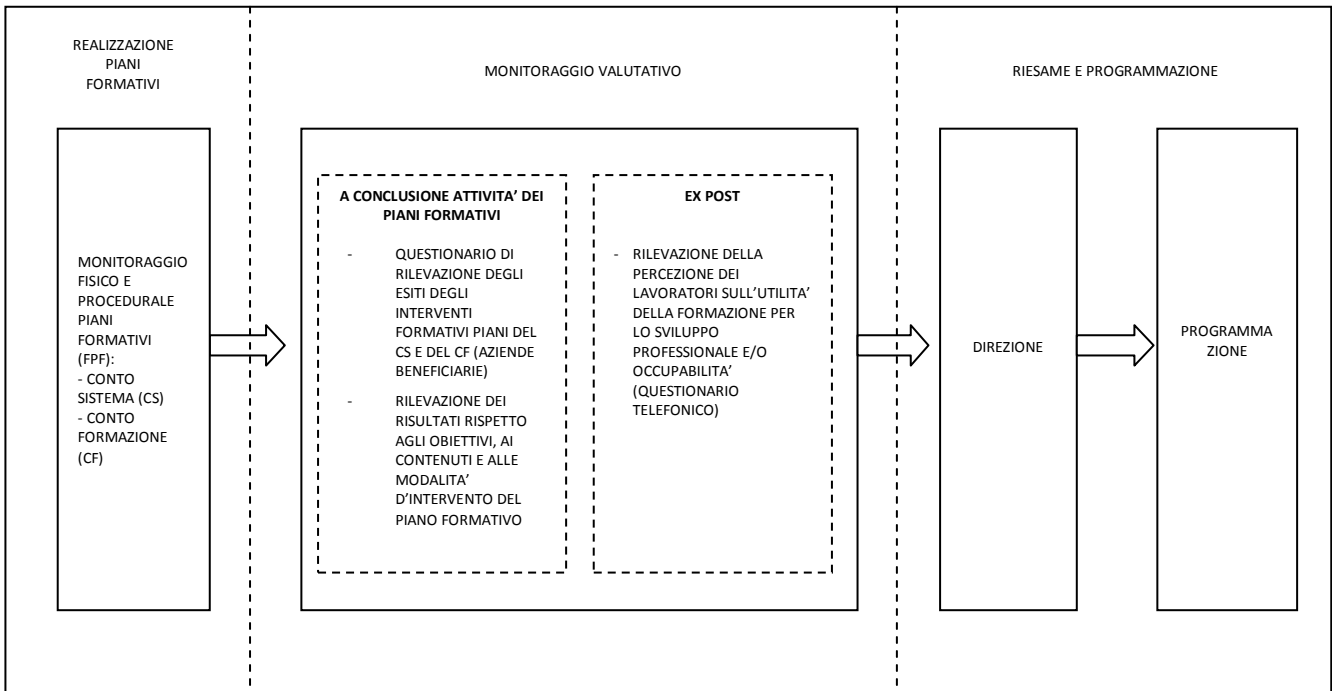 REALIZZAZIONE
PIANI
FORMATIVI
MONITORAGGIO VALUTATIVO
RIESAME E PROGRAMMAZIONE
MONITORAGGIO
FISICO E
PROCEDURALE
PIANI
FORMATIVI
(FPF):
- CONTO
SISTEMA (CS)
- CONTO
FORMAZIONE
(CF)
A CONCLUSIONE ATTIVITA’ DEI
PIANI FORMATIVI
- QUESTIONARIO DI
RILEVAZIONE DEGLI
ESITI DEGLI
INTERVENTI
FORMATIVI PIANI DEL
CS E DEL CF (AZIENDE
BENEFICIARIE)
- RILEVAZIONE DEI
RISULTATI RISPETTO
AGLI OBIETTIVI, AI
CONTENUTI E ALLE
MODALITA’
D’INTERVENTO DEL
PIANO FORMATIVO
EX POST
- RILEVAZIONE DELLA
PERCEZIONE DEI
LAVORATORI SULL’UTILITA’
DELLA FORMAZIONE PER
LO SVILUPPO
PROFESSIONALE E/O
OCCUPABILITA’
(QUESTIONARIO
TELEFONICO)
DIREZIONE
PROGRAMMA
ZIONE